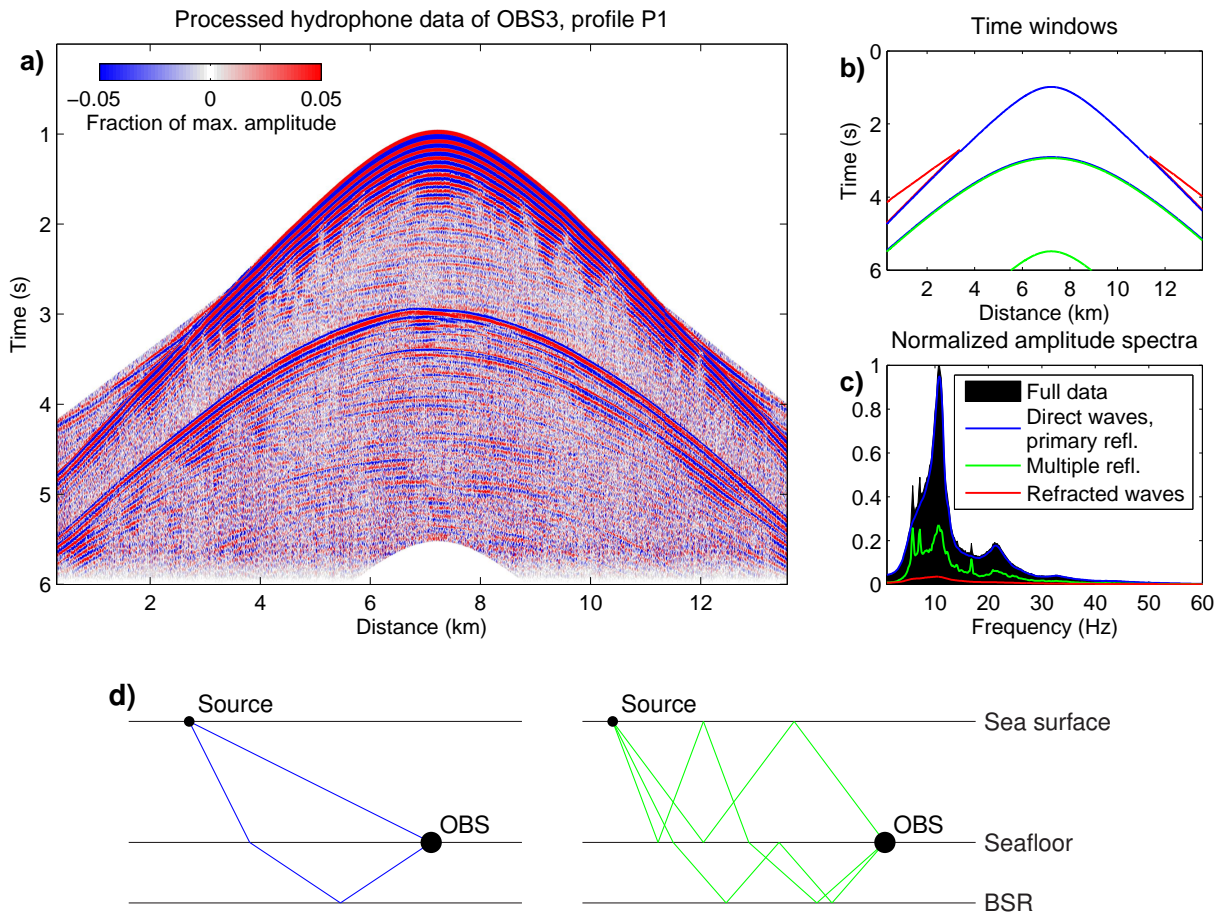 Processed hydrophone data of OBS3, profile P1
a)
−0.05 0 0.05
Fraction of max. amplitude
1
2
3
4
5
6
Time (s)
2 4 6 8 10 12
Distance (km)
Time windows
b)
0
2
4
6
Time (s)
2 4 6 8 10 12
Distance (km)
Normalized amplitude spectra
c)
1
0.8
0.6
0.4
0.2
0
Full data
Direct waves,
primary refl.
Multiple refl.
Refracted waves
10 20 30 40 50 60
Frequency (Hz)
d)
Source
OBS
Source
OBS
Sea surface
Seafloor
BSR